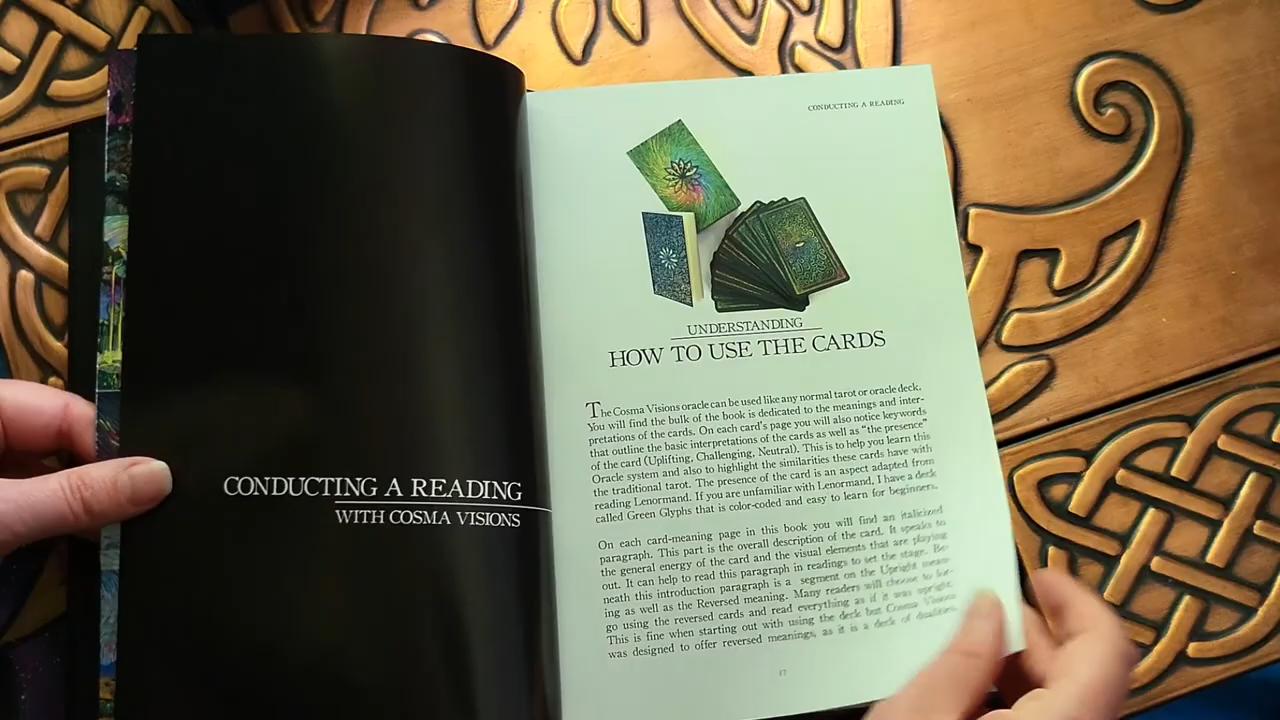 CONDUCTING A READING
WITH COSMA VISIONS
CONDUCTING A READING
UNDERSTANDING
HOW TO USE THE CARDS
The Cosma Visions oracle can be used like any normal tarot or oracle deck.
You will find the bulk of the book is dedicated to the meanings and inter-
pretations of the cards. On each card's page you will also notice keywords
that outline the basic interpretations of the cards as well as “the presence”
of the card (Uplifting, Challenging, Neutral). This is to help you learn this
Oracle system and also to highlight the similarities these cards have with
the traditional tarot. The presence of the card is an aspect adapted from
reading Lenormand. If you are unfamiliar with Lenormand, I have a deck
called Green Glyphs that is color-coded and easy to learn for beginners.
On each card-meaning page in this book you will find an italicized
paragraph. This part is the overall description of the card. It speaks to
the general energy of the card and the visual elements that are playing
out. It can help to read this paragraph in readings to set the stage. Be-
neath this introduction paragraph is a segment on the Upright mean-
ing as well as the Reversed meaning. Many readers will choose to for-
go using the reversed cards and read everything as if it was upright.
This is fine when starting out with using the deck but Cosma Visions
was designed to offer reversed meanings, as it is a deck of dualities.
17